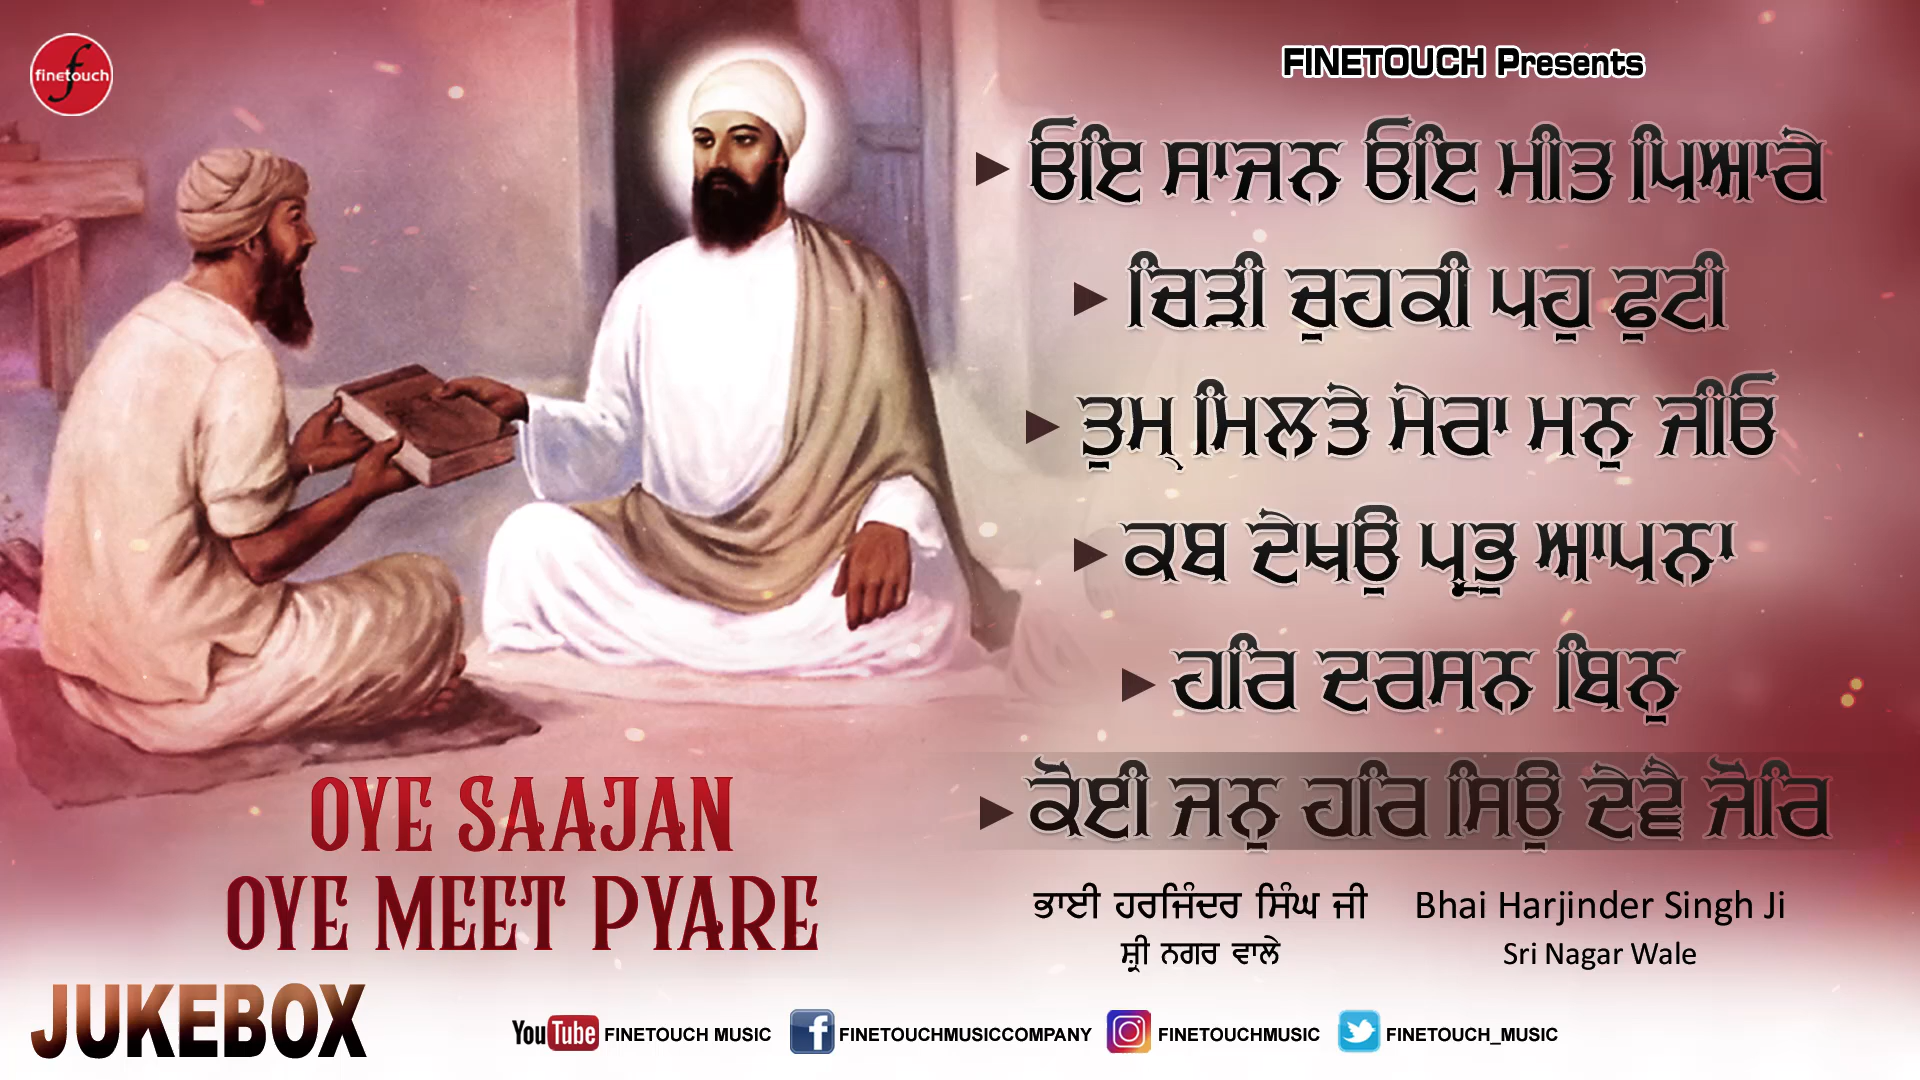 finetouch
FINETOUCH Presents
ਓਇ ਸਾਜਨ ਓਇ ਮੀਤ ਪਿਆਰੇ
ਚਿੜੀ ਚੁਹਕੀ ਪਹੁ ਫੁਟੀ
ਤੁਮ੍ ਮਿਲਤੇ ਮੇਰਾ ਮਨੁ ਜੀਓ
ਕਬ ਦੇਖਉ ਪ੍ਰਭੁ ਆਪਨਾ
ਹਰਿ ਦਰਸਨ ਬਿਨੁ
ਕੋਈ ਜਨੁ ਹਰਿ ਸਿਉ ਦੇਵੈ ਜੋਰਿ
OYE SAAJAN
OYE MEET PYARE
ਭਾਈ ਹਰਜਿੰਦਰ ਸਿੰਘ ਜੀ Bhai Harjinder Singh Ji
ਸ਼੍ਰੀ ਨਗਰ ਵਾਲੇ Sri Nagar Wale
JUKEBOX
YouTube FINETOUCH MUSIC f FINETOUCHMUSICCOMPANY FINETOUCHMUSIC FINETOUCH_MUSIC